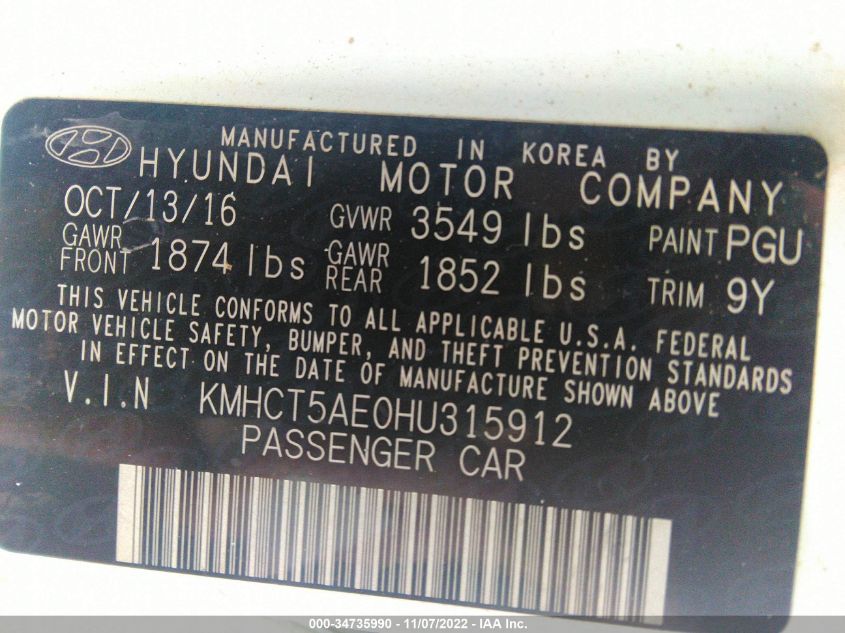 MANUFACTURED IN KOREA BY
HYUNDAI MOTOR COMPANY
OCT/13/16 GVWR 3549 lbs PAINT PGU
GAWR FRONT 1874 lbs GAWR REAR 1852 lbs TRIM 9Y
THIS VEHICLE CONFORMS TO ALL APPLICABLE U.S.A. FEDERAL
MOTOR VEHICLE SAFETY, BUMPER, AND THEFT PREVENTION STANDARDS
IN EFFECT ON THE DATE OF MANUFACTURE SHOWN ABOVE
V.I.N KMHCT5AE0HU315912
PASSENGER CAR
000-34735990 - 11/07/2022 - IAA Inc.